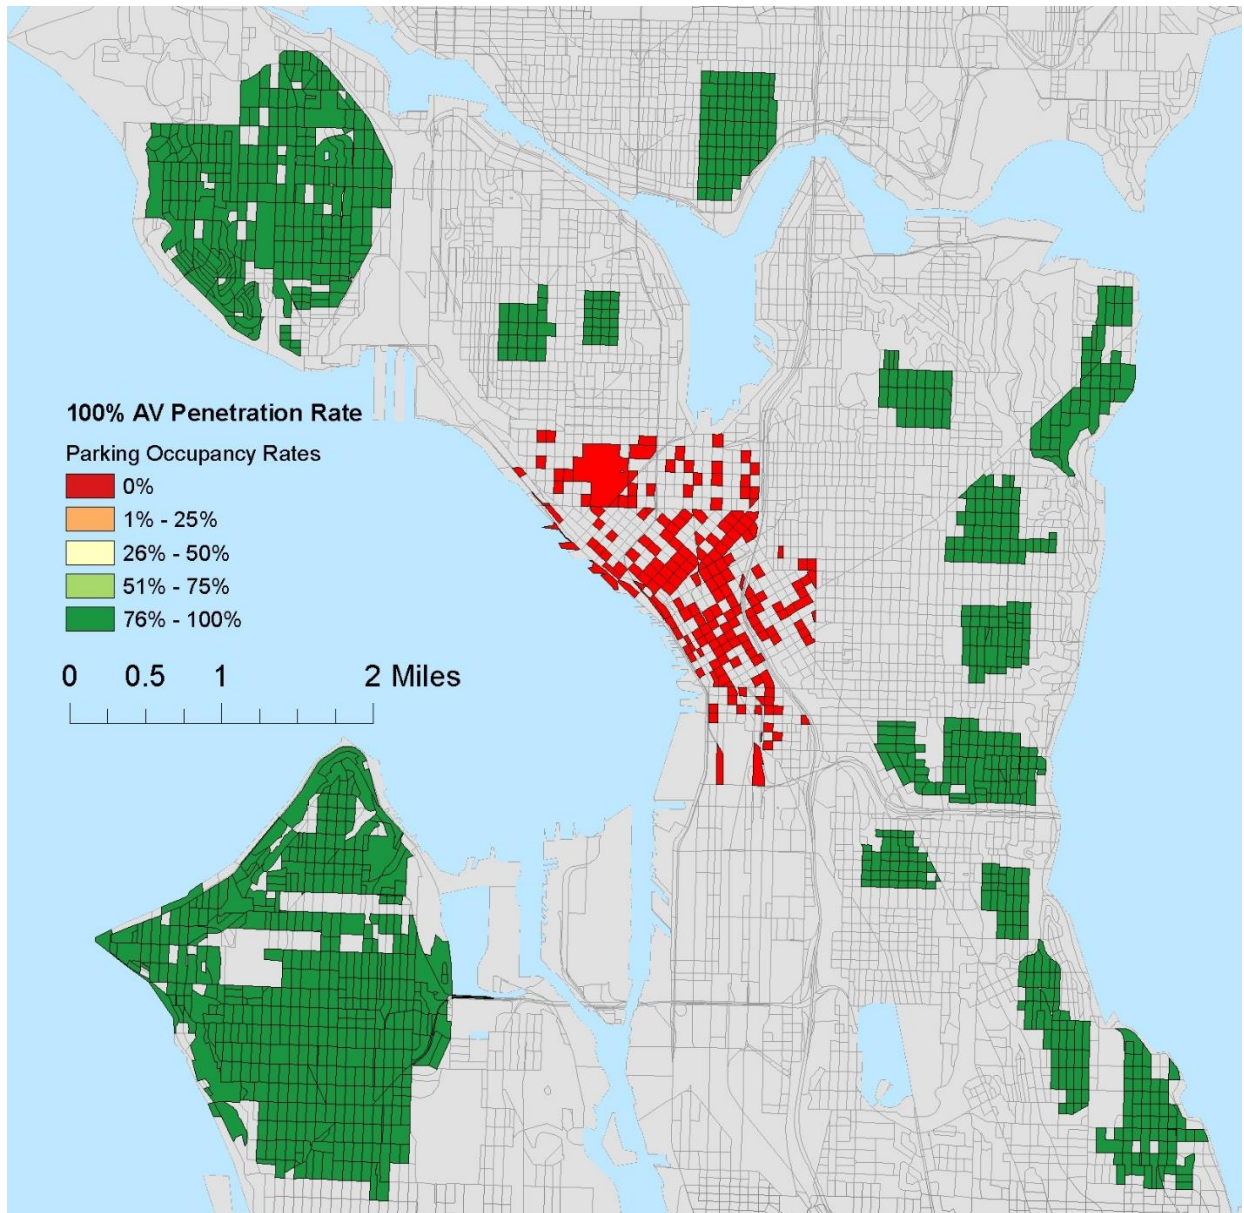 100% AV Penetration Rate
Parking Occupancy Rates
0%
1% - 25%
26% - 50%
51% - 75%
76% - 100%
0 0.5 1 2 Miles